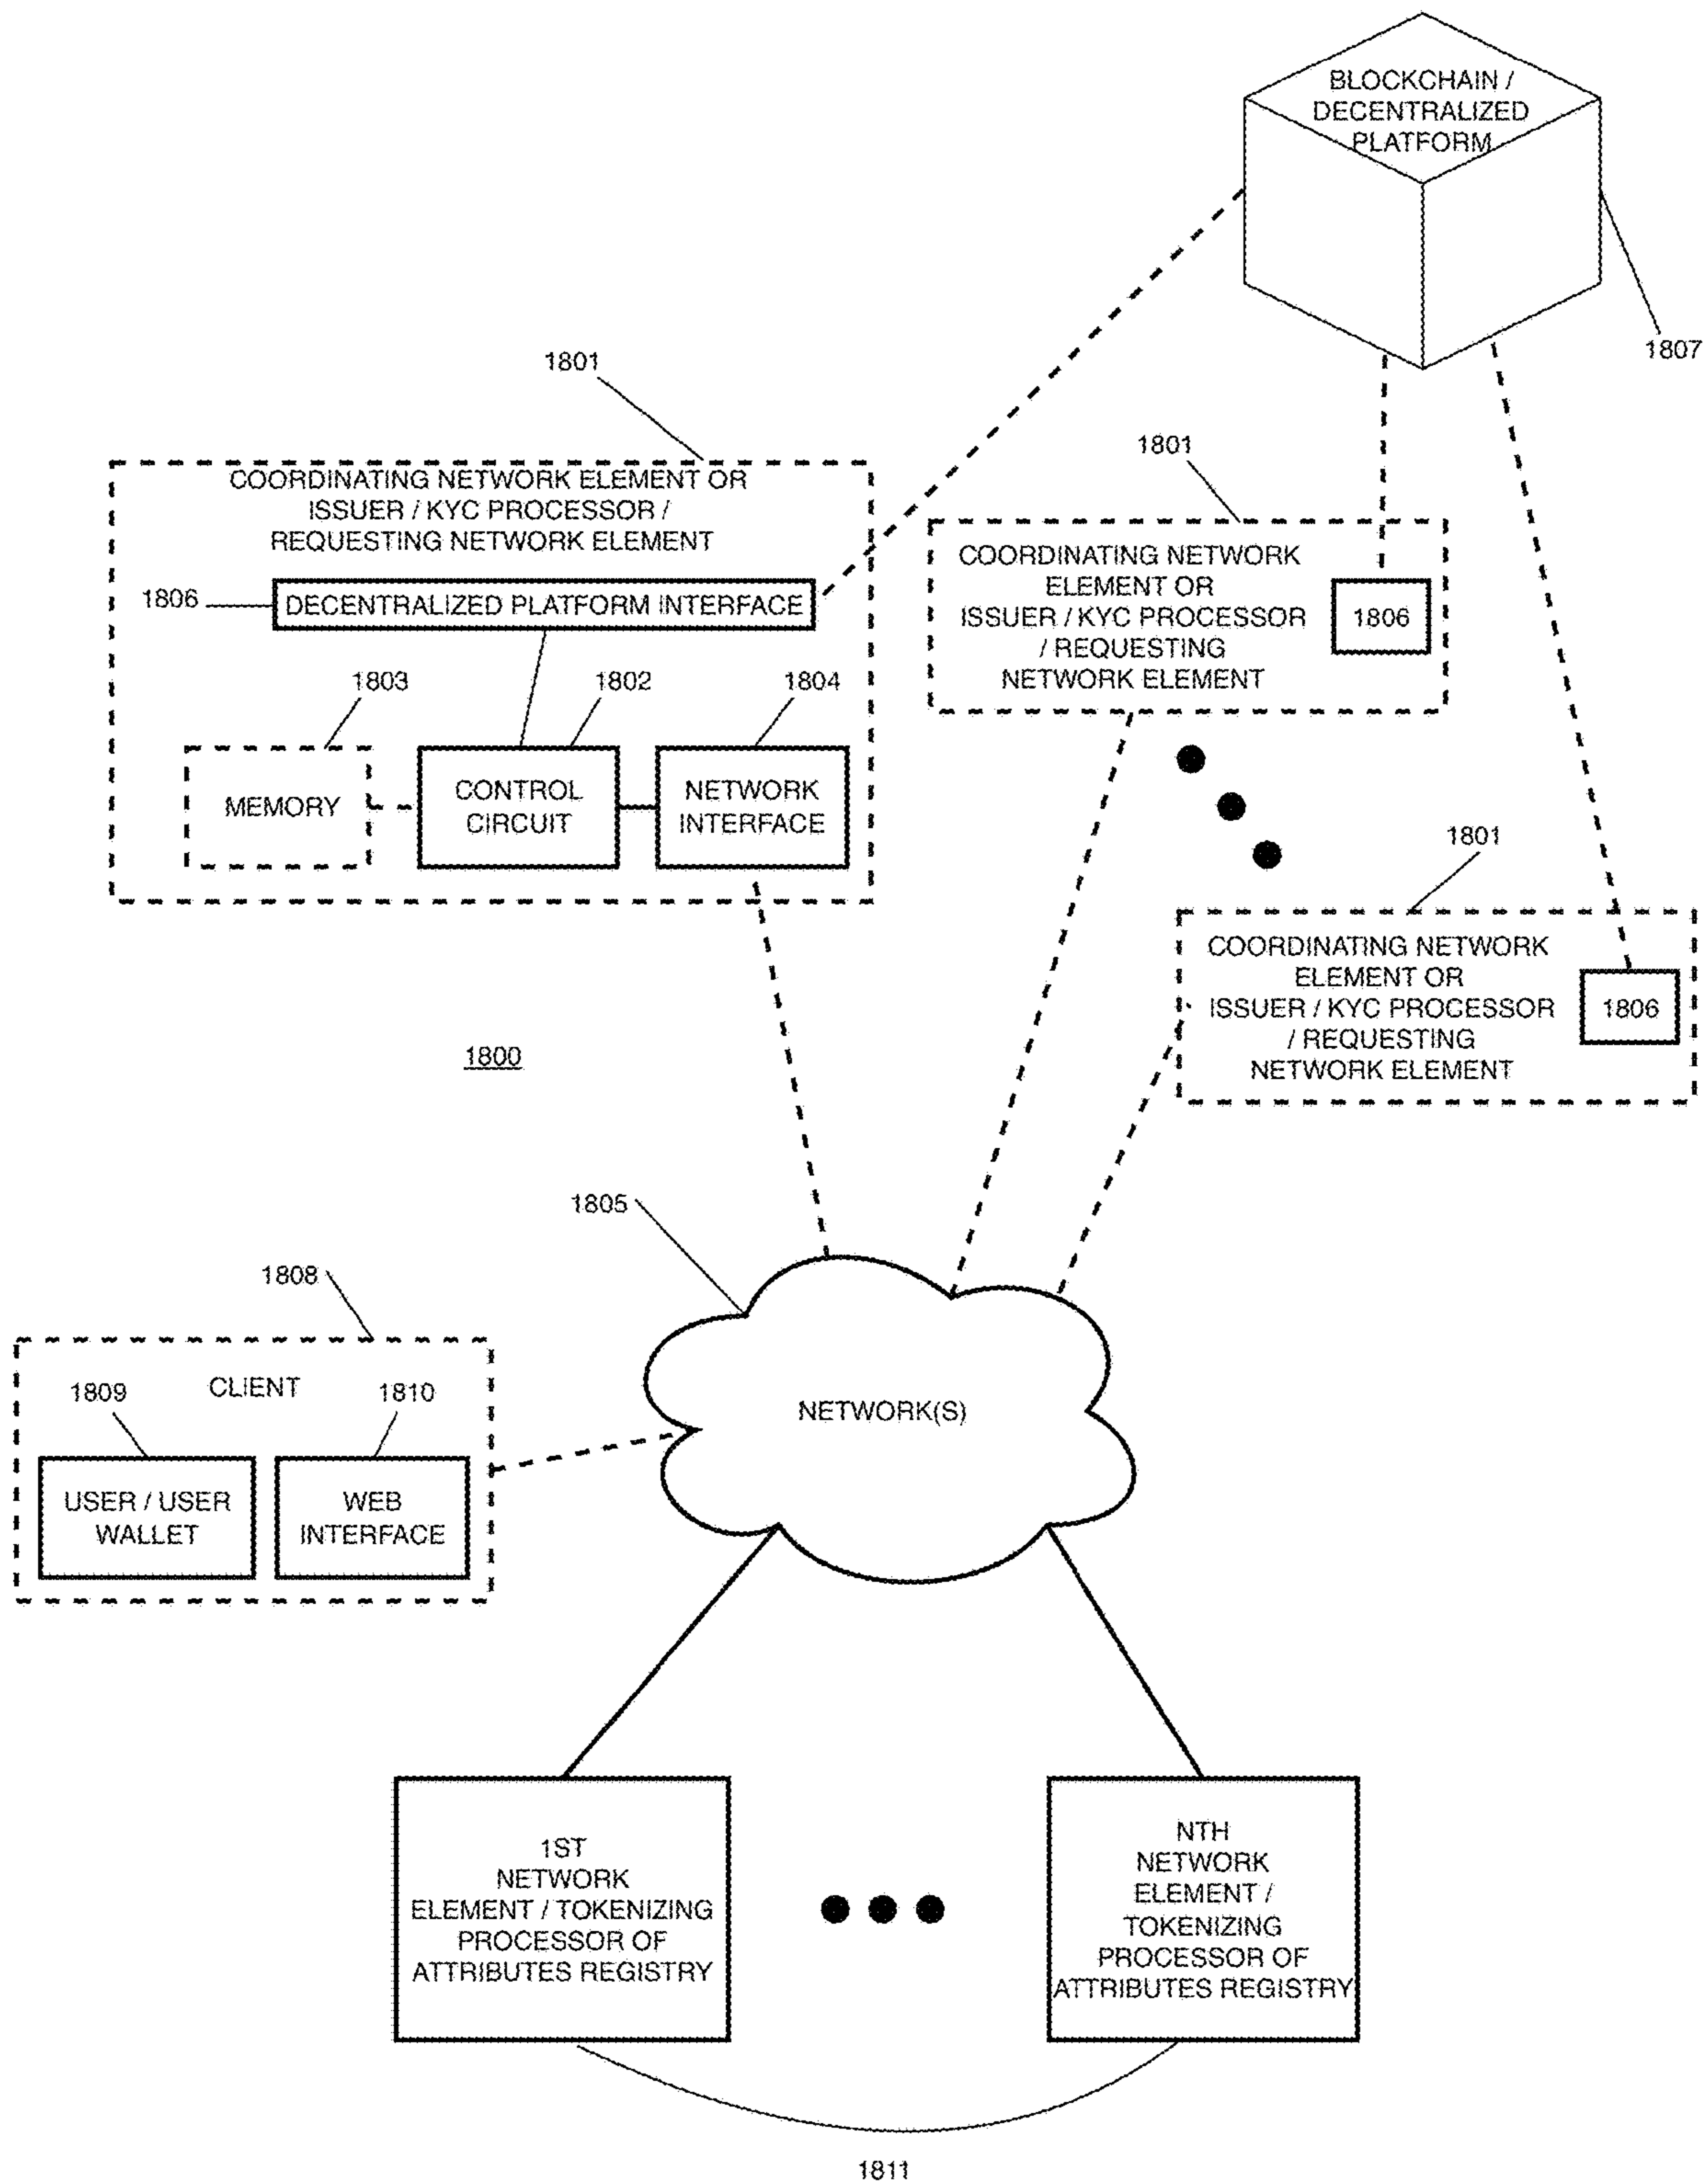 BLOCKCHAIN /
DECENTRALIZED
PLATFORM
1807
1801
COORDINATING NETWORK ELEMENT OR
ISSUER / KYC PROCESSOR /
REQUESTING NETWORK ELEMENT
1806
DECENTRALIZED PLATFORM INTERFACE
1803
1802
1804
MEMORY
CONTROL
CIRCUIT
NETWORK
INTERFACE
1801
COORDINATING NETWORK
ELEMENT OR
ISSUER / KYC PROCESSOR
/ REQUESTING
NETWORK ELEMENT
1806
1801
COORDINATING NETWORK
ELEMENT OR
ISSUER / KYC PROCESSOR
/ REQUESTING
NETWORK ELEMENT
1806
1800
1805
NETWORK(S)
1808
CLIENT
1809
1810
USER / USER
WALLET
WEB
INTERFACE
1ST
NETWORK
ELEMENT / TOKENIZING
PROCESSOR OF
ATTRIBUTES REGISTRY
NTH
NETWORK
ELEMENT /
TOKENIZING
PROCESSOR OF
ATTRIBUTES REGISTRY
1811